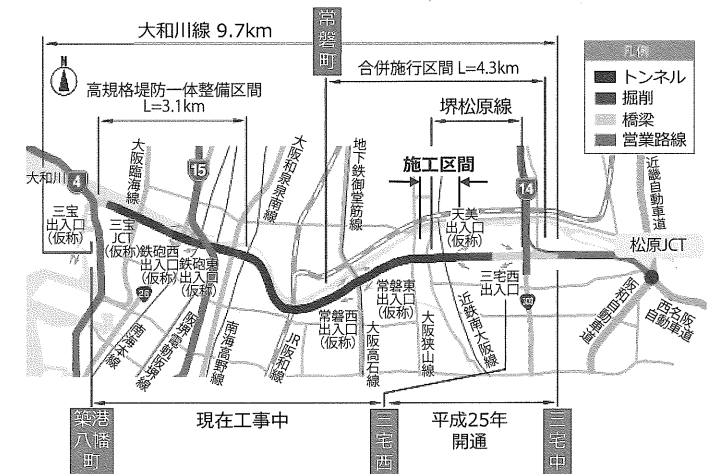 常磐町
大和川線 9.7km
合併施行区間 L=4.3km
高規格堤防一体整備区間
L=3.1km
堺松原線
施工区間
凡例
トンネル
掘削
橋梁
営業路線
N
大和川
4
15
14
26
三宝
出入口
(仮称)
三宝
JCT
(仮称)
大阪臨海線
鉄砲西
出入口
(仮称)
鉄砲東
出入口
(仮称)
大阪和泉泉南線
地下鉄御堂筋線
天美
出入口
(仮称)
近畿自動車道
松原JCT
三宅西
出入口
常磐東
出入口
(仮称)
常磐西
出入口
(仮称)
南海本線
阪堺電軌阪堺線
南海高野線
JR阪和線
大阪高石線
大阪狭山線
近鉄南大阪線
阪和自動車道
西名阪
自動車道
現在工事中
平成25年
開通
築港
八幡
町
三宅西
三宅中